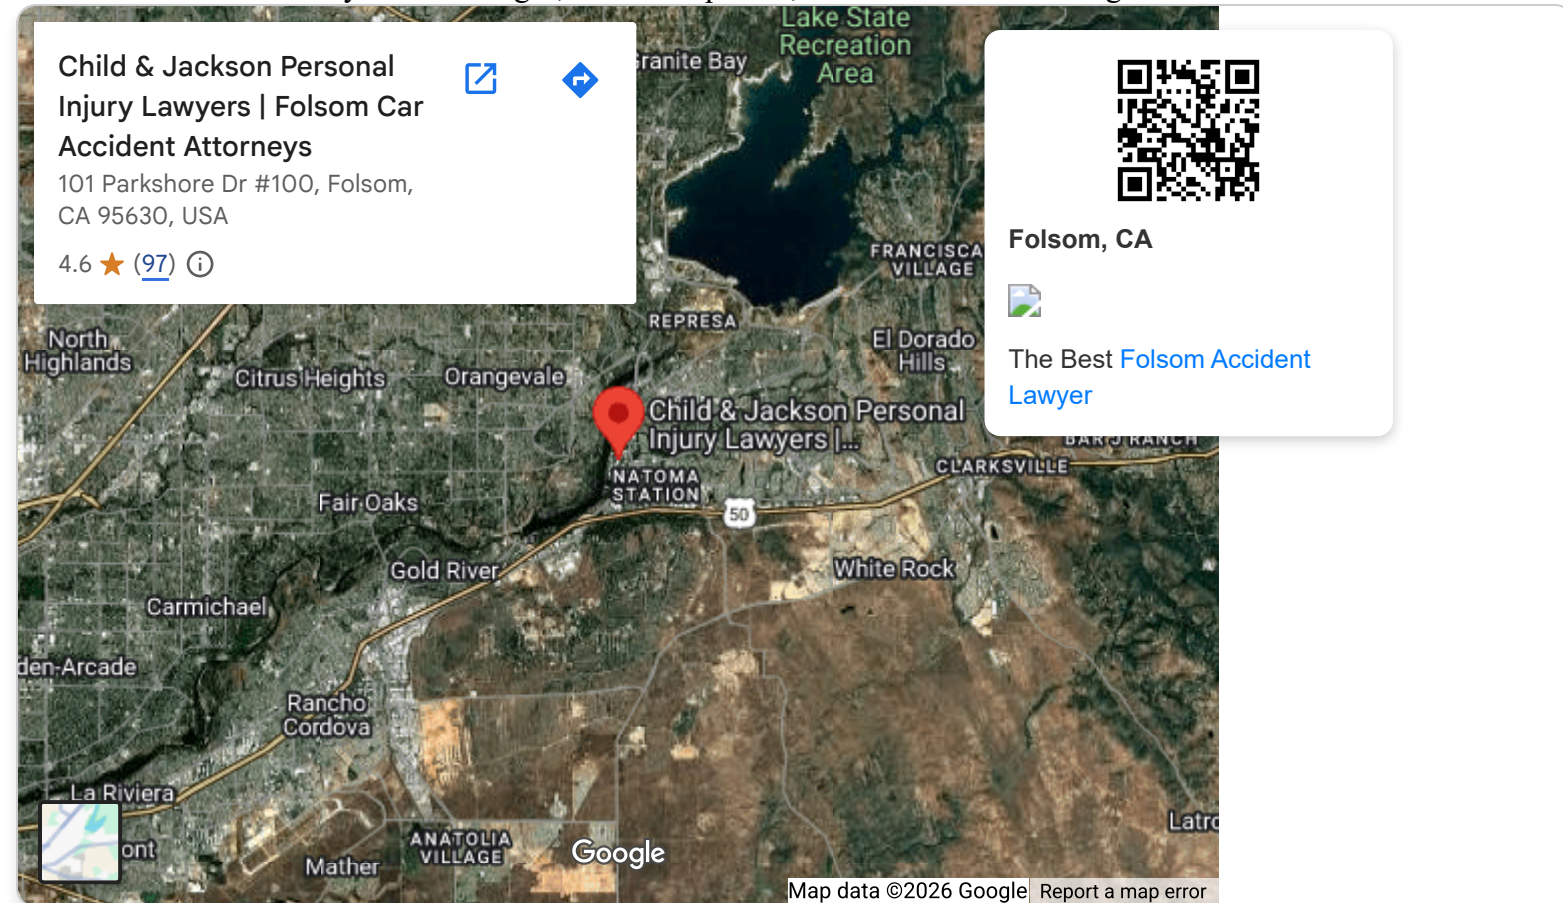 Child & Jackson Personal
Injury Lawyers | Folsom Car
Accident Attorneys
101 Parkshore Dr #100, Folsom,
CA 95630, USA
4.6 ★ (97)
Lake State
Recreation
Area
Granite Bay
FRANCISCA
VILLAGE
REPRESA
El Dorado
Hills
North
Highlands
Citrus Heights
Orangevale
Child & Jackson Personal
Injury Lawyers |...
NATOMA
STATION
BAR J RANCH
CLARKSVILLE
Fair Oaks
50
Gold River
White Rock
Carmichael
den-Arcade
Rancho
Cordova
La Riviera
ont
Mather
ANATOLIA
VILLAGE
Latro
Google
Map data ©2026 Google
Report a map error
Folsom, CA
The Best Folsom Accident
Lawyer